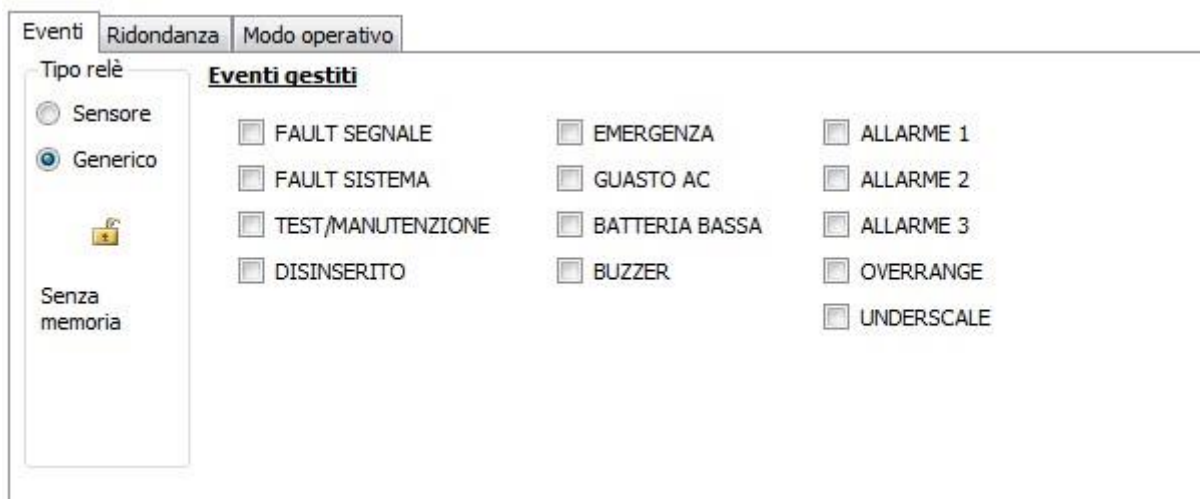 Eventi Ridondanza Modo operativo
Tipo relè
Eventi gestiti
Sensore
Generico
Senza
memoria
FAULT SEGNALE
FAULT SISTEMA
TEST/MANUTENZIONE
DISINSERITO
EMERGENZA
GUASTO AC
BATTERIA BASSA
BUZZER
ALLARME 1
ALLARME 2
ALLARME 3
OVERRANGE
UNDERSCALE